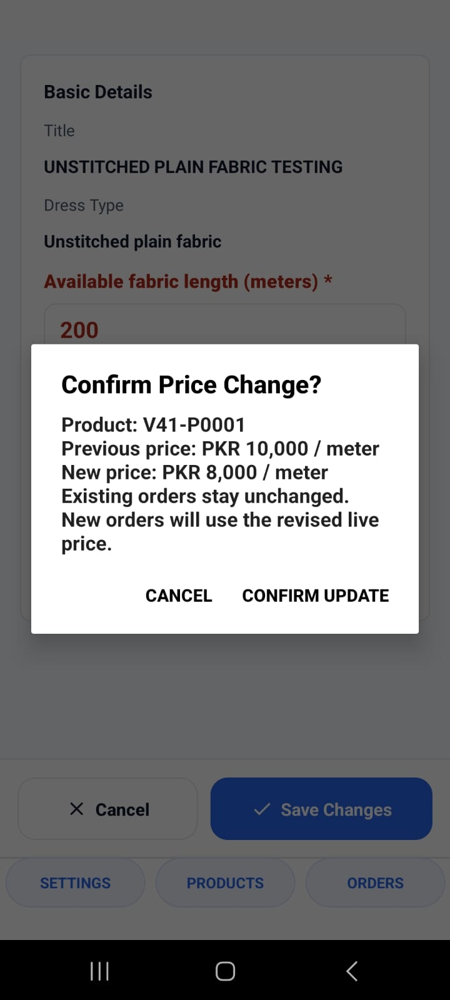 Basic Details
Title
UNSTITCHED PLAIN FABRIC TESTING
Dress Type
Unstitched plain fabric
Available fabric length (meters) *
200
Confirm Price Change?
Product: V41-P0001
Previous price: PKR 10,000 / meter
New price: PKR 8,000 / meter
Existing orders stay unchanged.
New orders will use the revised live
price.
CANCEL CONFIRM UPDATE
Cancel Save Changes
SETTINGS PRODUCTS ORDERS